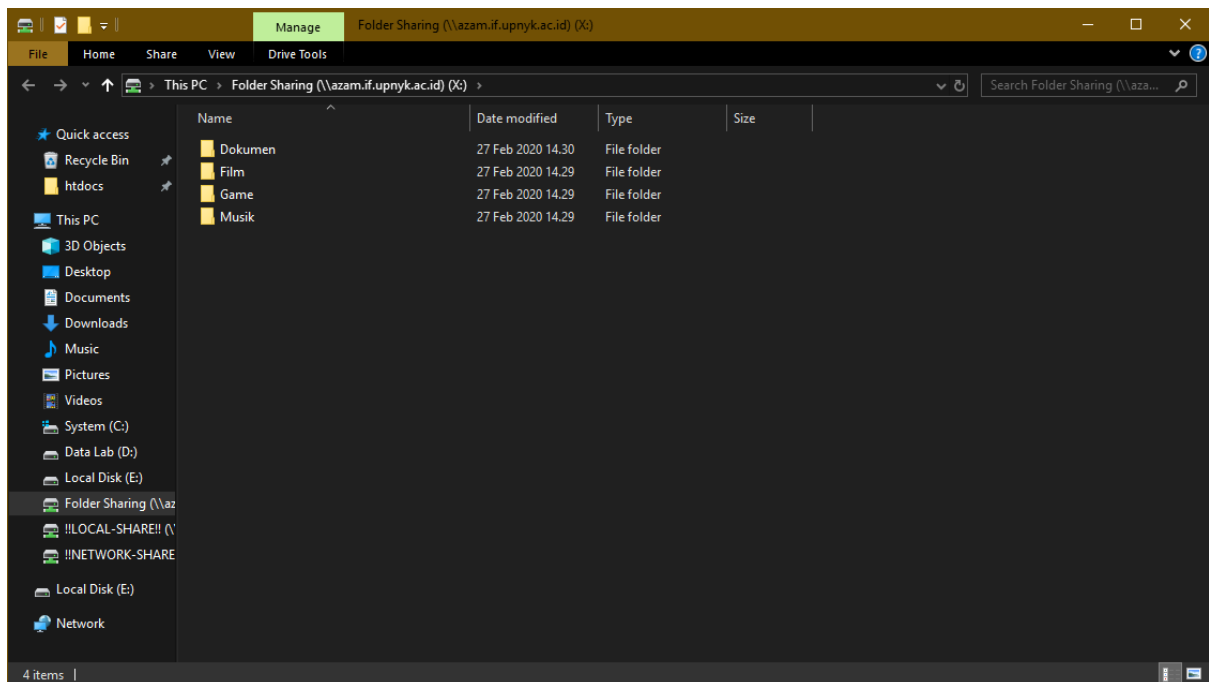 Manage
Folder Sharing (\\azam.if.upnyk.ac.id) (X:)
File Home Share View Drive Tools
This PC > Folder Sharing (\\azam.if.upnyk.ac.id) (X:) >
Search Folder Sharing (\\aza...
Name Date modified Type Size
Quick access
Recycle Bin
htdocs
This PC
3D Objects
Desktop
Documents
Downloads
Music
Pictures
Videos
System (C:)
Data Lab (D:)
Local Disk (E:)
Folder Sharing (\\az
!!LOCAL-SHARE!! (\
!!NETWORK-SHARE
Local Disk (E:)
Network
Dokumen 27 Feb 2020 14.30 File folder
Film 27 Feb 2020 14.29 File folder
Game 27 Feb 2020 14.29 File folder
Musik 27 Feb 2020 14.29 File folder
4 items